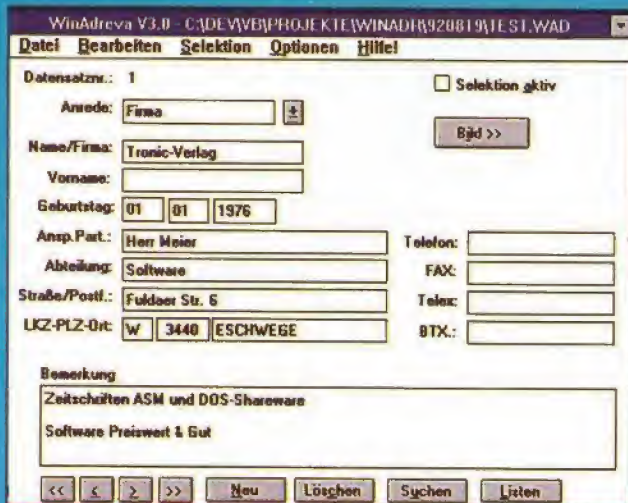 WinAdreva V3.0 - C:\DEV\VB\PROJEKTE\WINADR\920819\TEST.WAD
Datei Bearbeiten Selektion Optionen Hilfe!
Datensatznr.: 1
Selektion aktiv
Anrede: Firma
Bild >>
Name/Firma: Tronic-Verlag
Vorname:
Geburtstag: 01 01 1976
Ansp.Part.: Herr Meier Telefon:
Abteilung: Software FAX:
Straße/Postf.: Fuldaer Str. 6 Telex:
LKZ-PLZ-Ort: W 3440 ESCHWEGE BTX.:
Bemerkung
Zeitschriften ASM und DOS-Shareware
Software Preiswert & Gut
<< < > >> Neu Löschen Suchen Listen